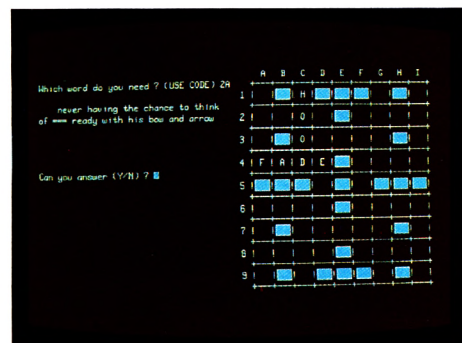 A B C D E F G H I
Which word do you need ? (USE CODE) 2A
1 H
never having the chance to think
of === ready with his bow and arrow
2 O
3 O
4 F A D E
Can you answer (Y/N) ?
5
6
7
8
9